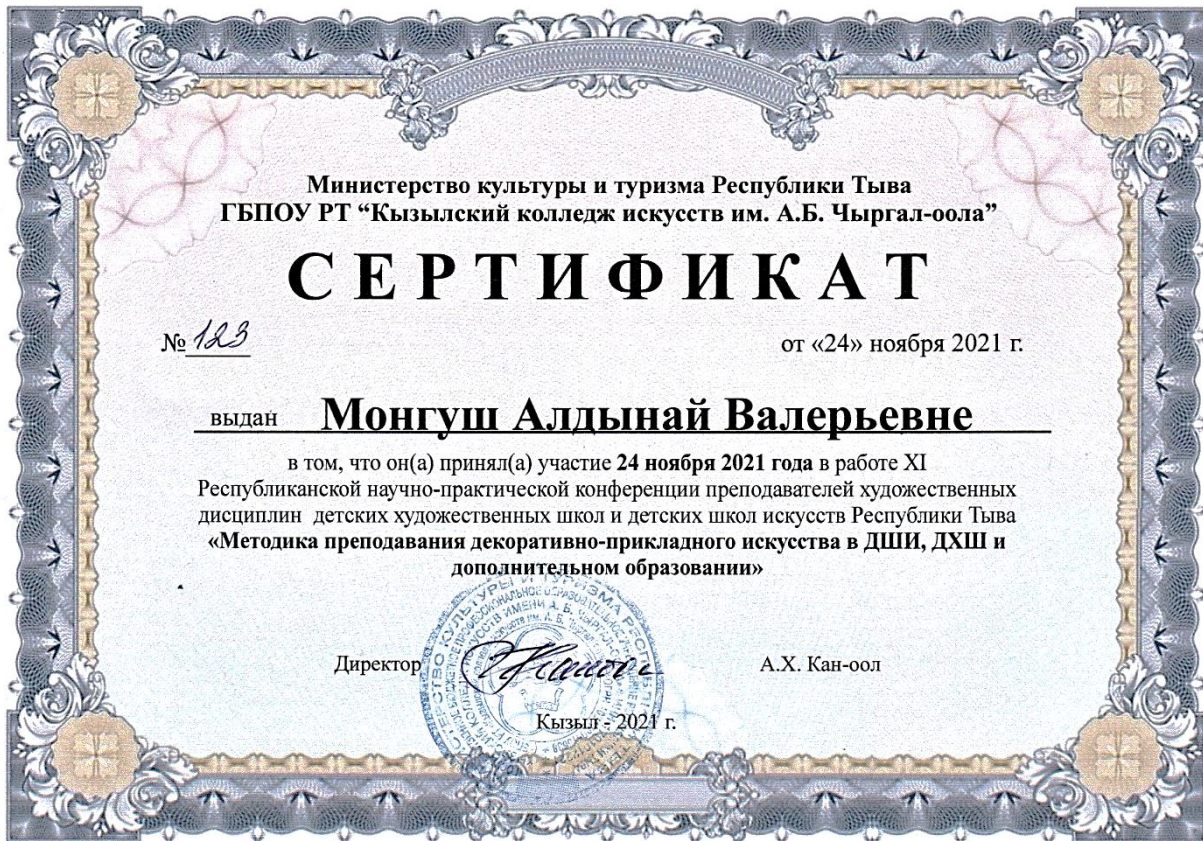 Министерство культуры и туризма Республики Тыва
ГБПОУ РТ “Кызылский колледж искусств им. А.Б. Чыргал-оола”
СЕРТИФИКАТ
№ 123
от «24» ноября 2021 г.
выдан Монгуш Алдынай Валерьевне
в том, что он(а) принял(а) участие 24 ноября 2021 года в работе XI
Республиканской научно-практической конференции преподавателей художественных
дисциплин детских художественных школ и детских школ искусств Республики Тыва
«Методика преподавания декоративно-прикладного искусства в ДШИ, ДХШ и
дополнительном образовании»
Директор
А.Х. Кан-оол
Кызыл - 2021 г.